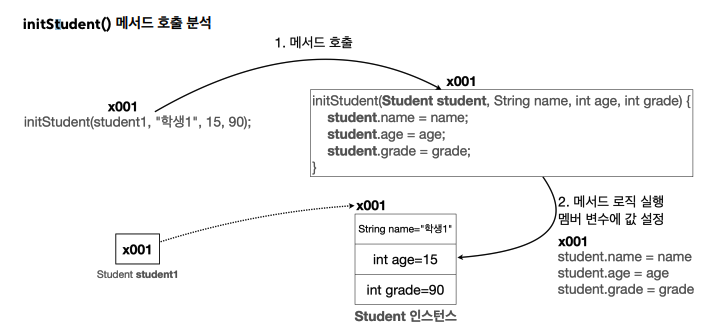 initStudent() 메서드 호출 분석
1. 메서드 호출
x001
initStudent(student1, "학생1", 15, 90);
x001
initStudent(Student student, String name, int age, int grade) {
student.name = name;
student.age = age;
student.grade = grade;
}
2. 메서드 로직 실행
멤버 변수에 값 설정
x001
student.name = name
student.age = age
student.grade = grade
x001
Student student1
x001
String name="학생1"
int age=15
int grade=90
Student 인스턴스